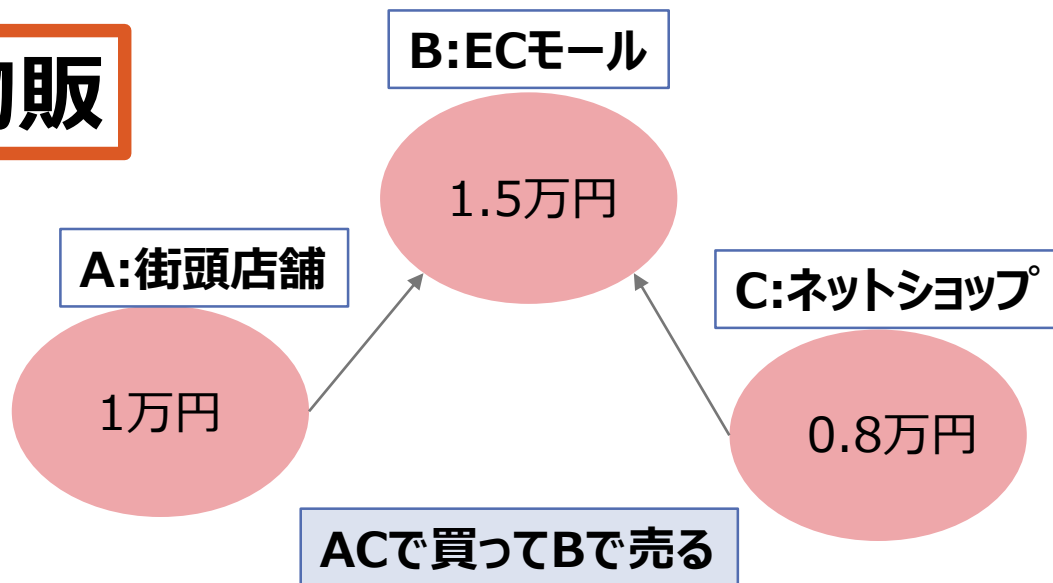 販
B:ECモール
1.5万円
A:街頭店舗
C:ネットショップ
1万円
0.8万円
ACで買ってBで売る